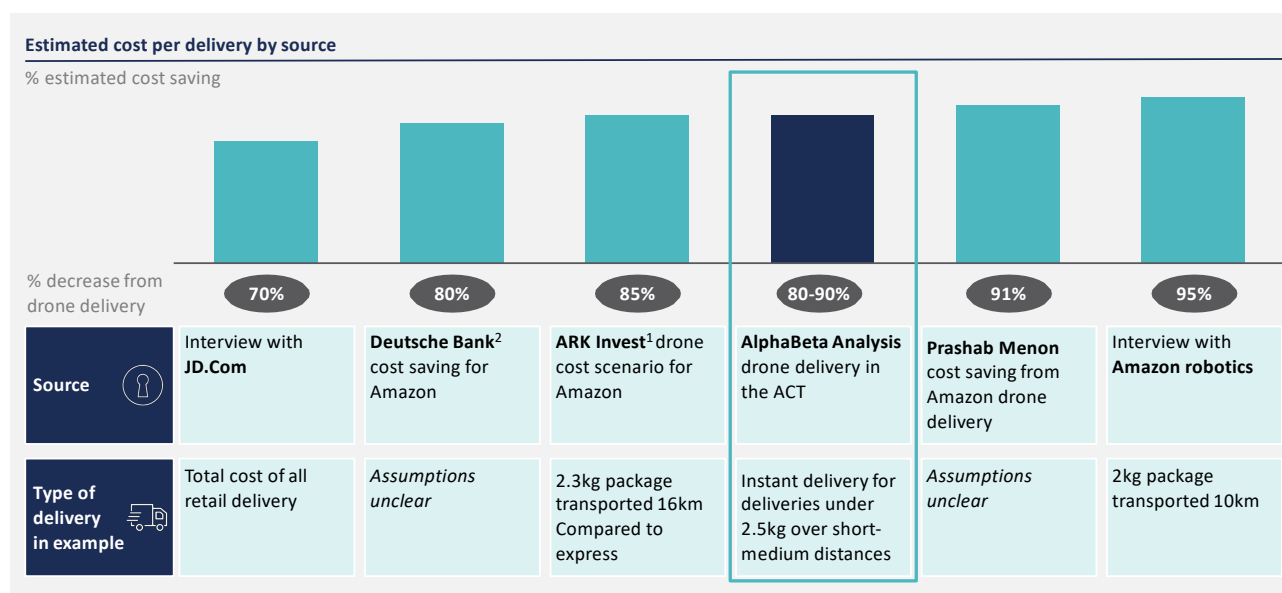 Estimated cost per delivery by source
% estimated cost saving
% decrease from
drone delivery
70%
80%
85%
80-90%
91%
95%
Source
Interview with
JD.Com
Deutsche Bank2
cost saving for
Amazon
ARK Invest1 drone
cost scenario for
Amazon
AlphaBeta Analysis
drone delivery in
the ACT
Prashab Menon
cost saving from
Amazon drone
delivery
Interview with
Amazon robotics
Type of
delivery
in example
Total cost of all
retail delivery
Assumptions
unclear
2.3kg package
transported 16km
Compared to
express
Instant delivery for
deliveries under
2.5kg over short-
medium distances
Assumptions
unclear
2kg package
transported 10km